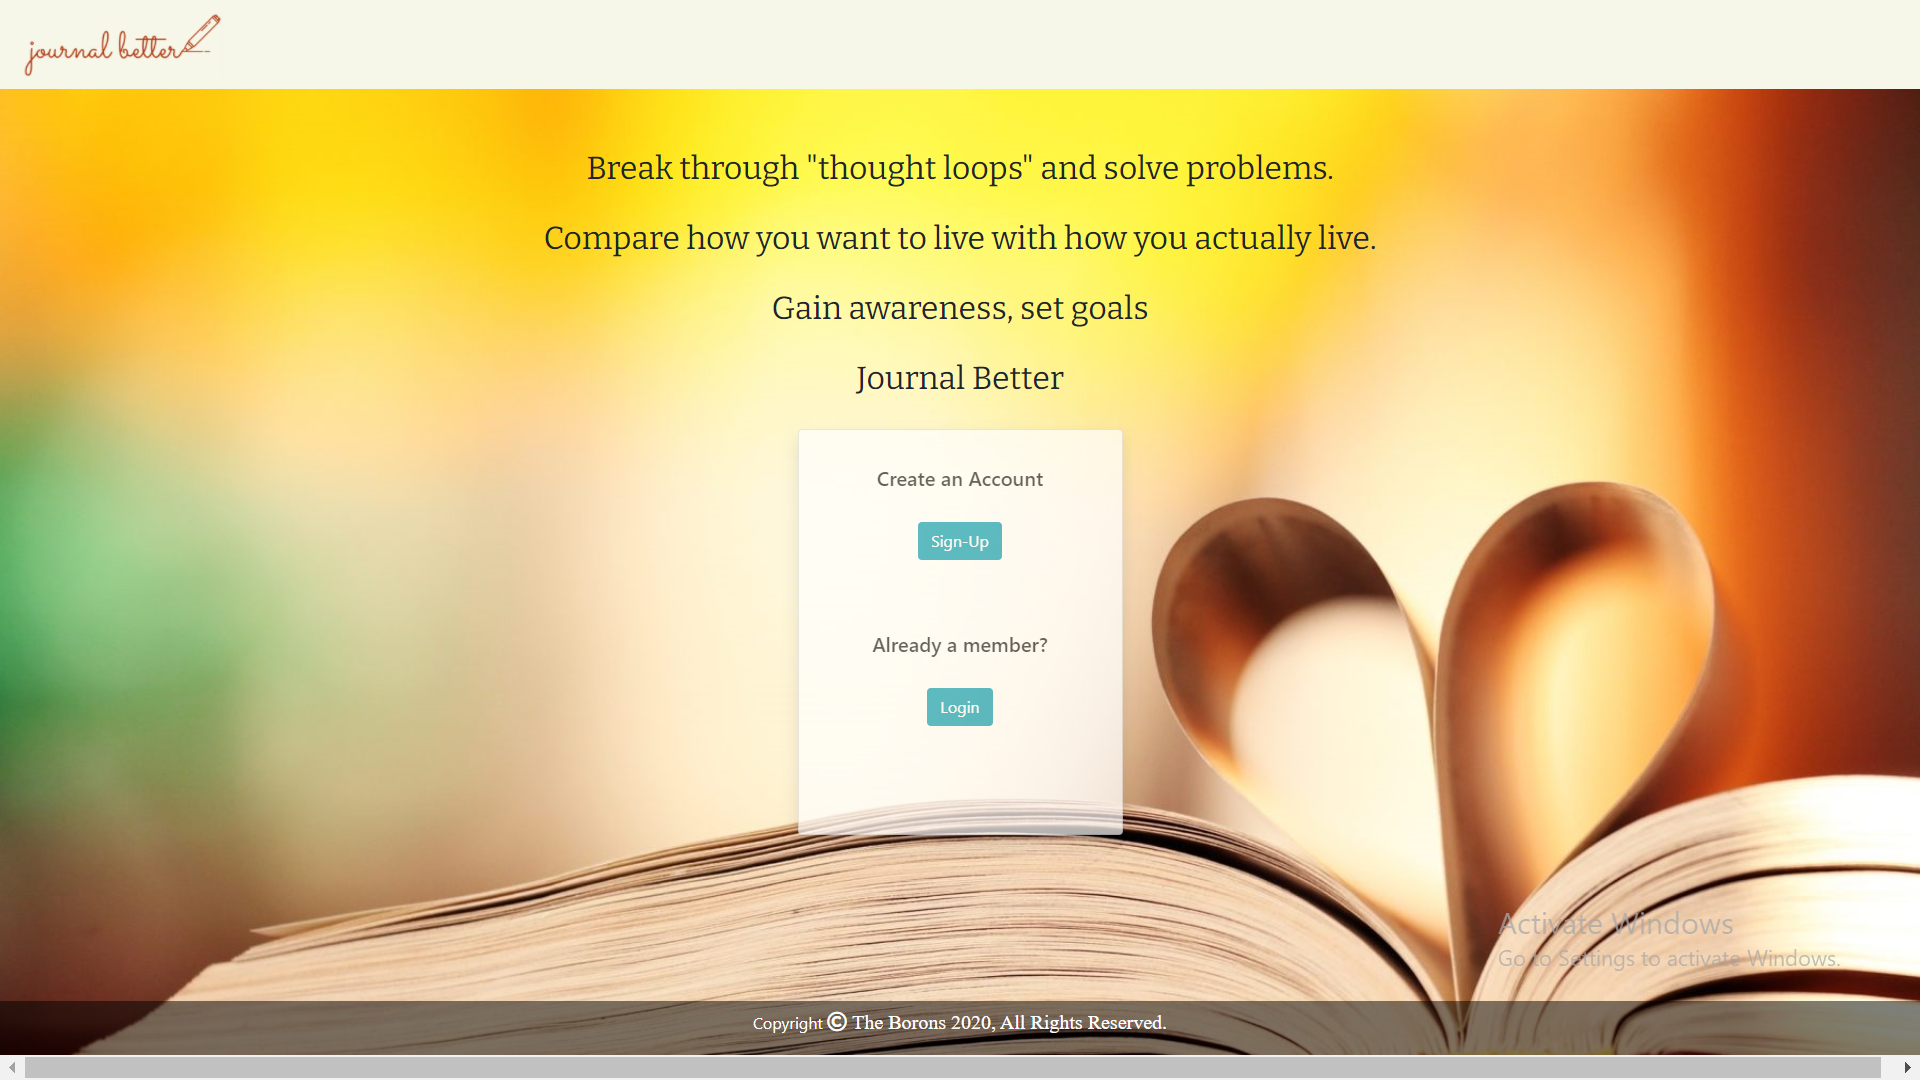 journal better
Break through "thought loops" and solve problems.
Compare how you want to live with how you actually live.
Gain awareness, set goals
Journal Better
Create an Account
Sign-Up
Already a member?
Login
Activate Windows
Go to Settings to activate Windows.
Copyright © The Borons 2020, All Rights Reserved.